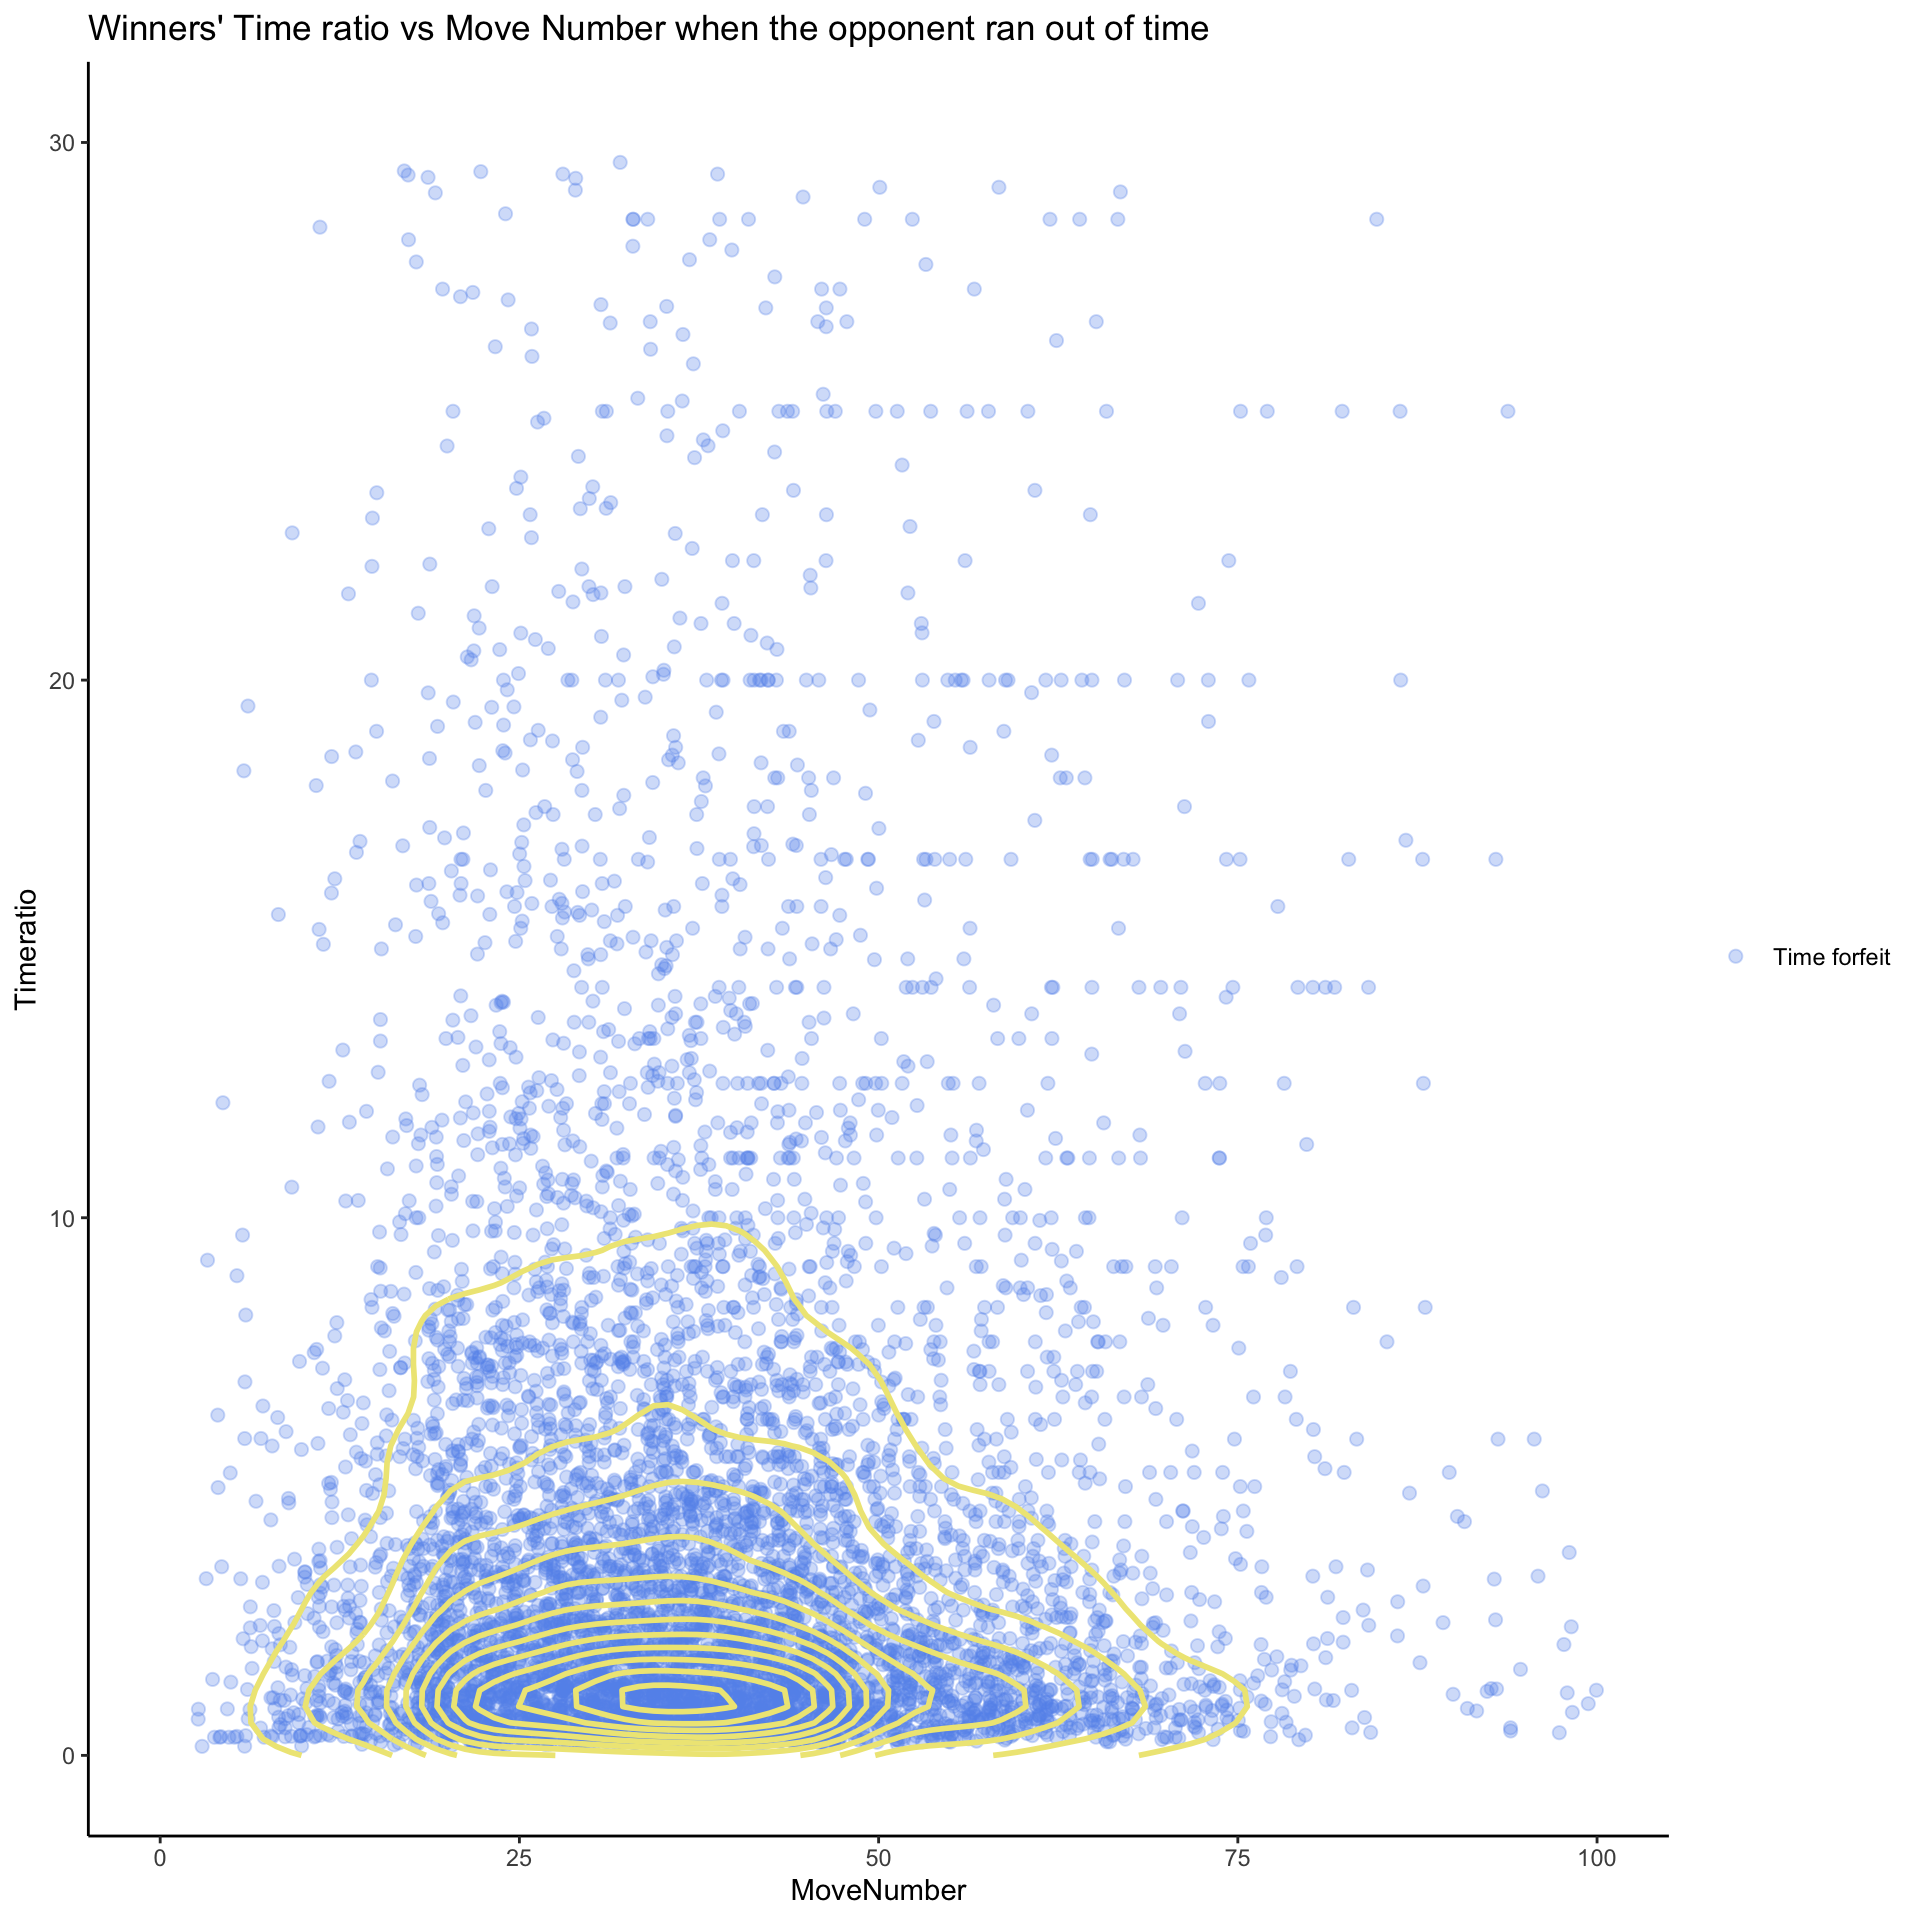 Winners' Time ratio vs Move Number when the opponent ran out of time
30
20
10
0
Timeratio
0 25 50 75 100
MoveNumber
Time forfeit